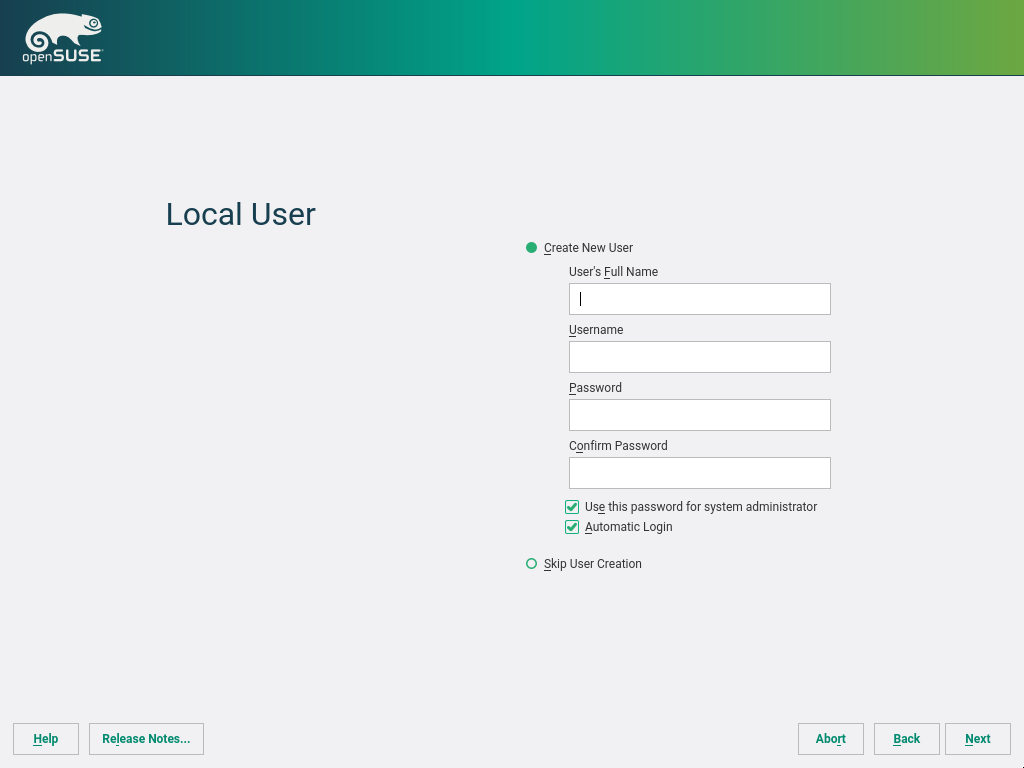 openSUSE
Local User
Create New User
User's Full Name
Username
Password
Confirm Password
Use this password for system administrator
Automatic Login
Skip User Creation
Help
Release Notes...
Abort
Back
Next